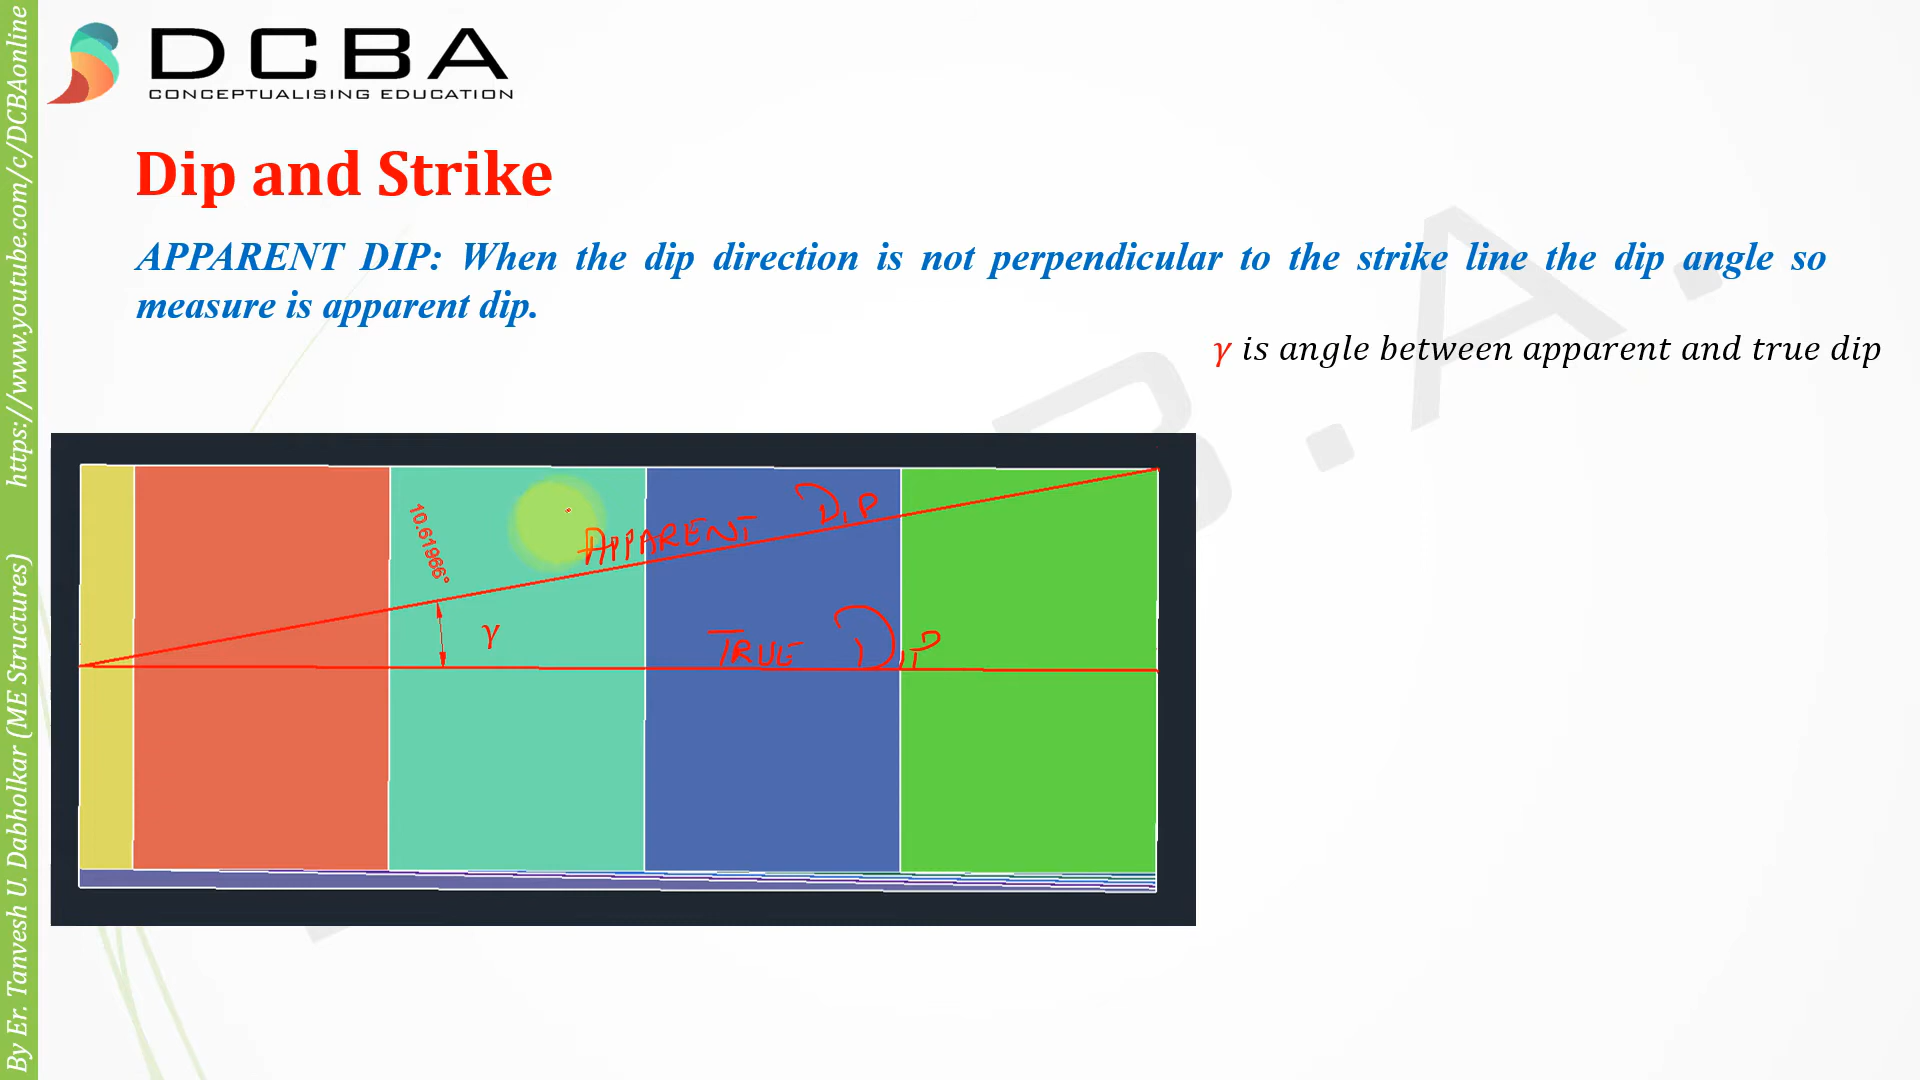 By Er. Tanvesh U. Dabholkar (ME Structures) https://www.youtube.com/c/DCBAonline
DCBA
CONCEPTUALISING EDUCATION
Dip and Strike
APPARENT DIP: When the dip direction is not perpendicular to the strike line the dip angle so
measure is apparent dip.
γ is angle between apparent and true dip
10.61966°
APPARENT DIP
γ
TRUE DIP
B.A.